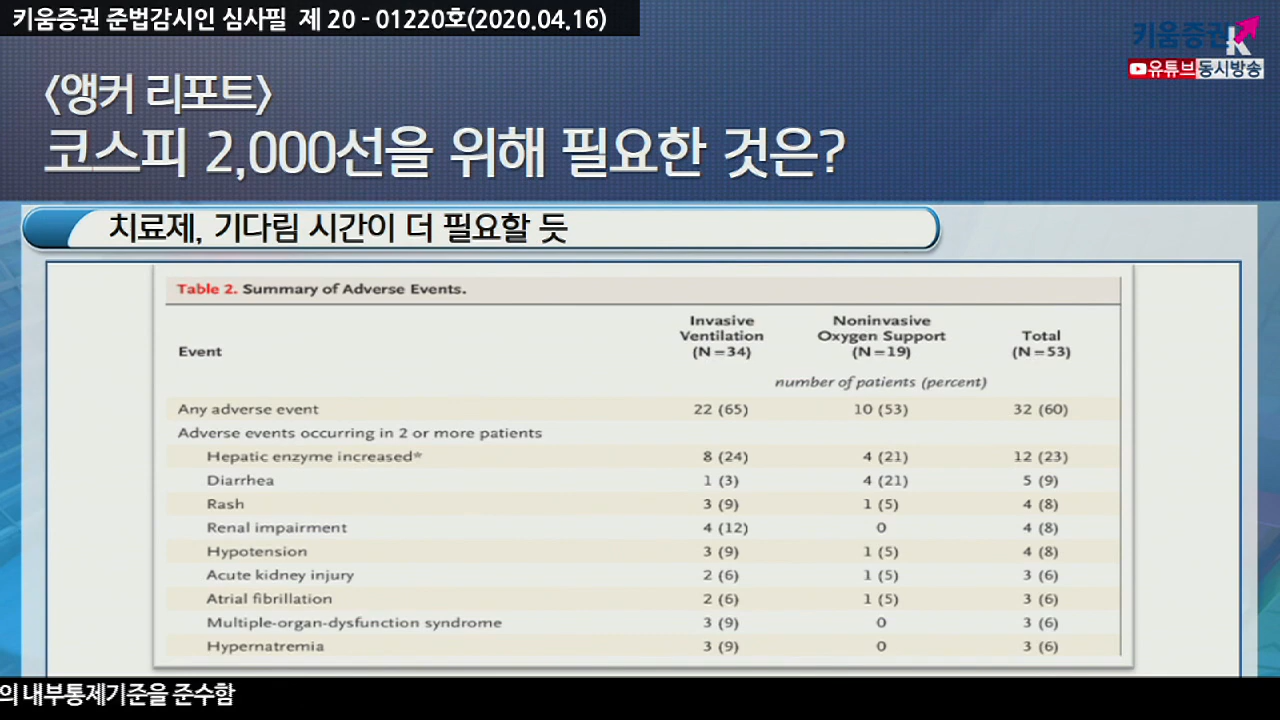 키움증권 준법감시인 심사필 제 20 - 01220호(2020.04.16)
키움증권
유튜브 동시방송
<앵커 리포트>
코스피 2,000선을 위해 필요한 것은?
치료제, 기다림 시간이 더 필요할 듯
Table 2. Summary of Adverse Events.
Event Invasive Ventilation (N=34) Noninvasive Oxygen Support (N=19) Total (N=53)
number of patients (percent)
Any adverse event 22 (65) 10 (53) 32 (60)
Adverse events occurring in 2 or more patients
Hepatic enzyme increased* 8 (24) 4 (21) 12 (23)
Diarrhea 1 (3) 4 (21) 5 (9)
Rash 3 (9) 1 (5) 4 (8)
Renal impairment 4 (12) 0 4 (8)
Hypotension 3 (9) 1 (5) 4 (8)
Acute kidney injury 2 (6) 1 (5) 3 (6)
Atrial fibrillation 2 (6) 1 (5) 3 (6)
Multiple-organ-dysfunction syndrome 3 (9) 0 3 (6)
Hypernatremia 3 (9) 0 3 (6)
의 내부통제기준을 준수함